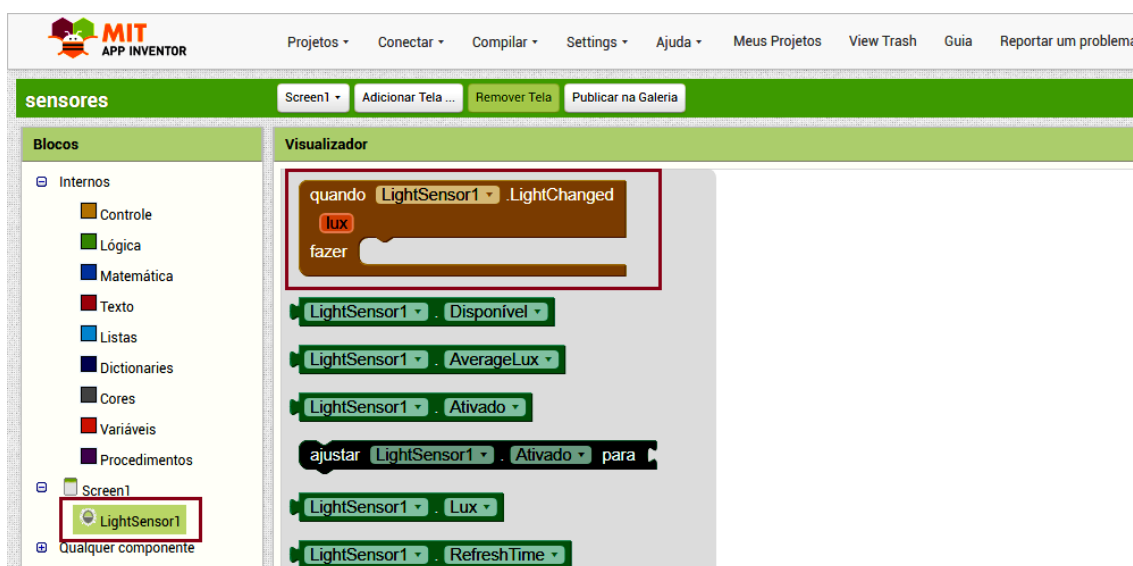 MIT
APP INVENTOR
Projetos Conectar Compilar Settings Ajuda Meus Projetos View Trash Guia Reportar um problema
sensores
Screen1 Adicionar Tela ... Remover Tela Publicar na Galeria
Blocos
Internos
Controle
Lógica
Matemática
Texto
Listas
Dictionaries
Cores
Variáveis
Procedimentos
Screen1
LightSensor1
Qualquer componente
Visualizador
quando LightSensor1 .LightChanged
lux
fazer
LightSensor1 . Disponível
LightSensor1 . AverageLux
LightSensor1 . Ativado
ajustar LightSensor1 . Ativado para
LightSensor1 . Lux
LightSensor1 . RefreshTime